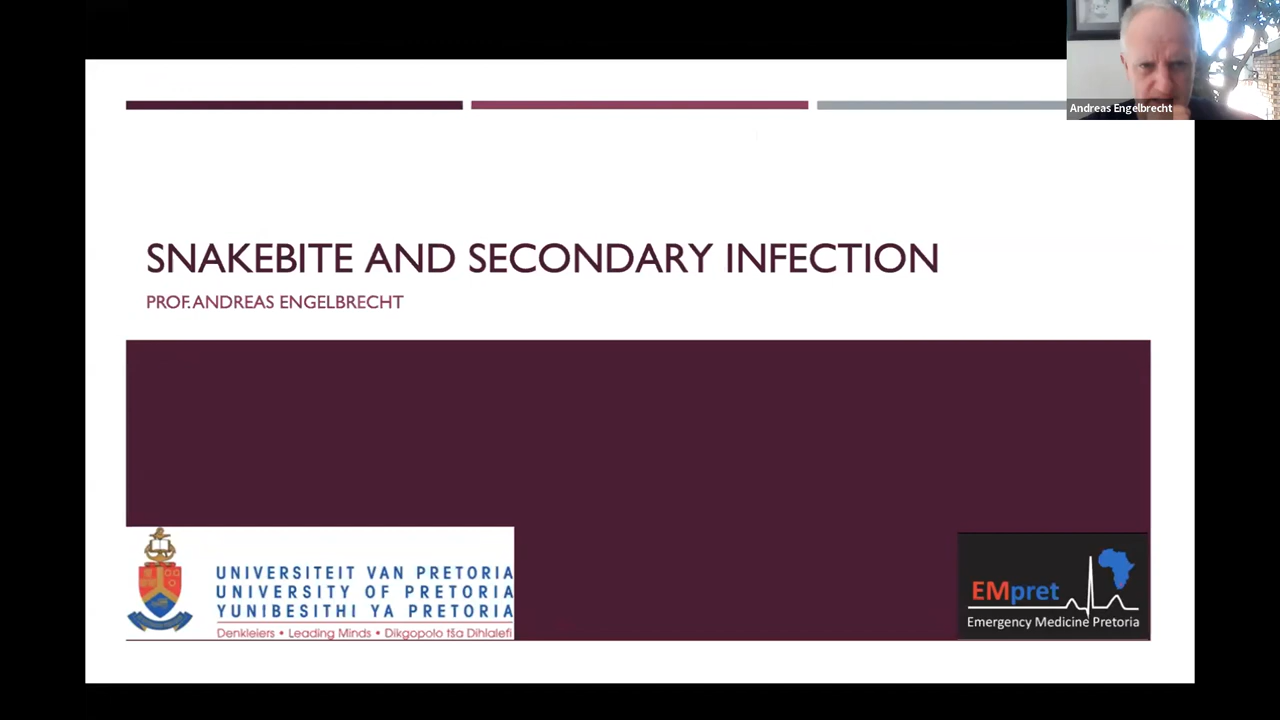 Andreas Engelbrecht
SNAKEBITE AND SECONDARY INFECTION
PROF. ANDREAS ENGELBRECHT
UNIVERSITEIT VAN PRETORIA
UNIVERSITY OF PRETORIA
YUNIBESITHI YA PRETORIA
Denkleiers • Leading Minds • Dikgopolo tša Dihlalefi
EMpret
Emergency Medicine Pretoria